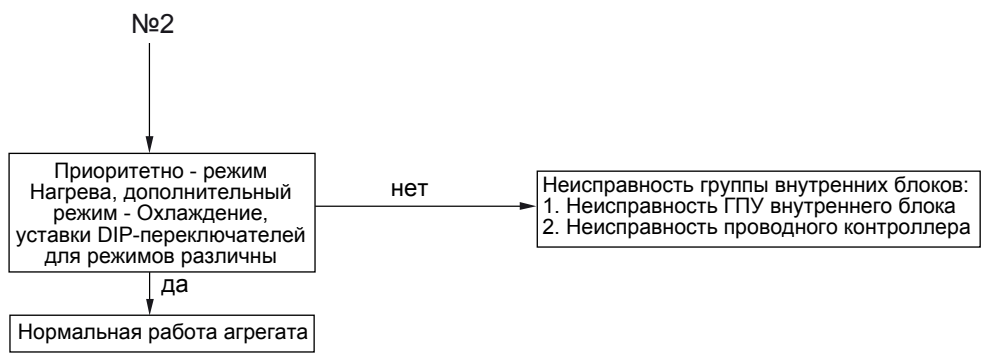 №2
Приоритетно - режим
Нагрева, дополнительный
режим - Охлаждение,
уставки DIP-переключателей
для режимов различны
нет
Неисправность группы внутренних блоков:
1. Неисправность ГПУ внутреннего блока
2. Неисправность проводного контроллера
да
Нормальная работа агрегата